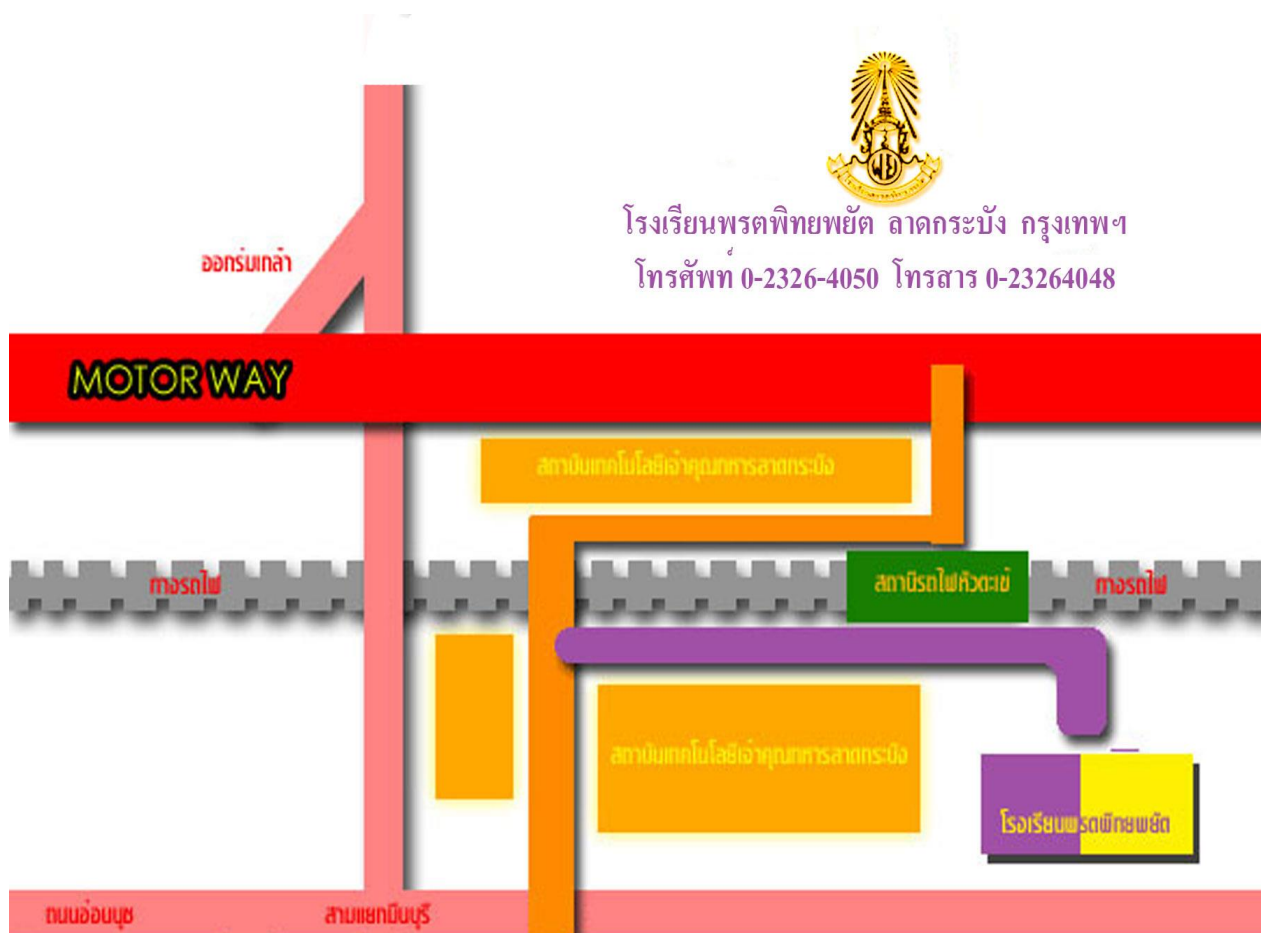 โรงเรียนพรตพิทยพยัต ลาดกระบัง กรุงเทพฯ
โทรศัพท์ 0-2326-4050 โทรสาร 0-23264048
ออกร่มเกล้า
MOTOR WAY
สถาบันเทคโนโลยีเจ้าคุณทหารลาดกระบัง
ทางรถไฟ
สถานีรถไฟหัวตะเข้
ทางรถไฟ
สถาบันเทคโนโลยีเจ้าคุณทหารลาดกระบัง
โรงเรียนพรตพิทยพยัต
ถนนอ่อนนุช
สามแยกมีนบุรี